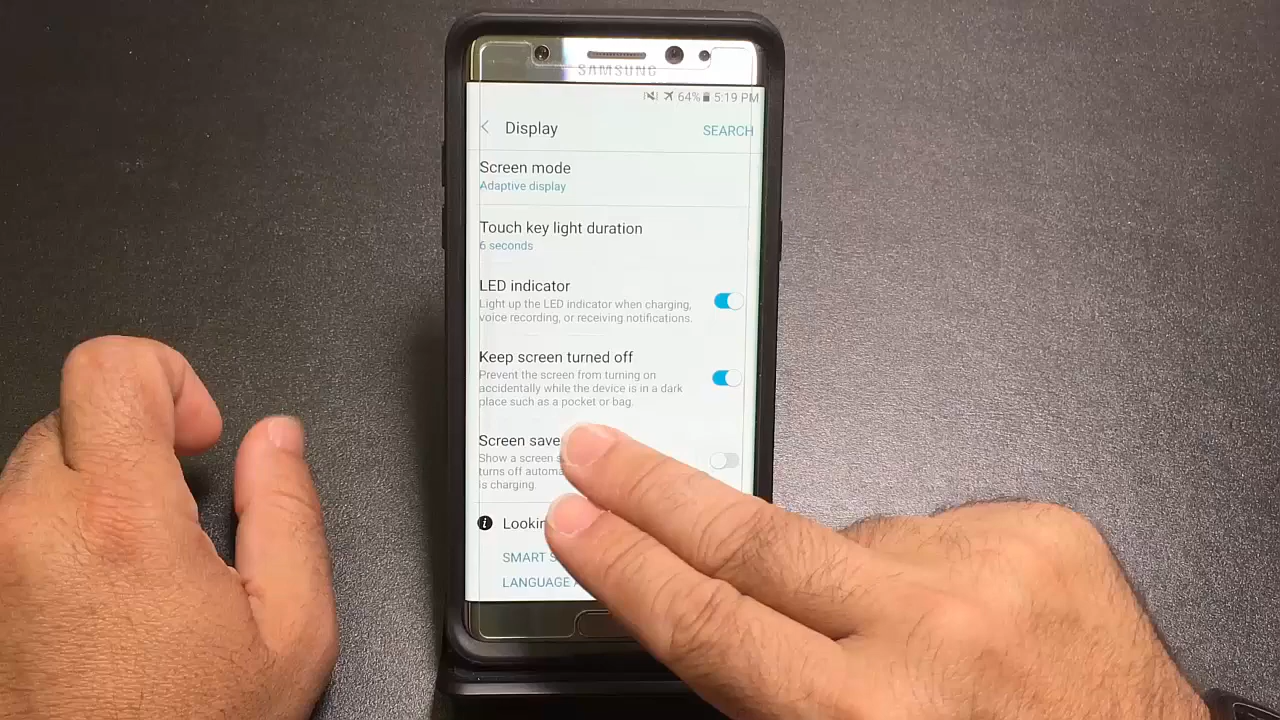 SAMSUNG
64% 5:19 PM
Display
SEARCH
Screen mode
Adaptive display
Touch key light duration
6 seconds
LED indicator
Light up the LED indicator when charging,
voice recording, or receiving notifications.
Keep screen turned off
Prevent the screen from turning on
accidentally while the device is in a dark
place such as a pocket or bag.
Screen
Show a screen
turns off
is charging.
SMART
LANGUAGE